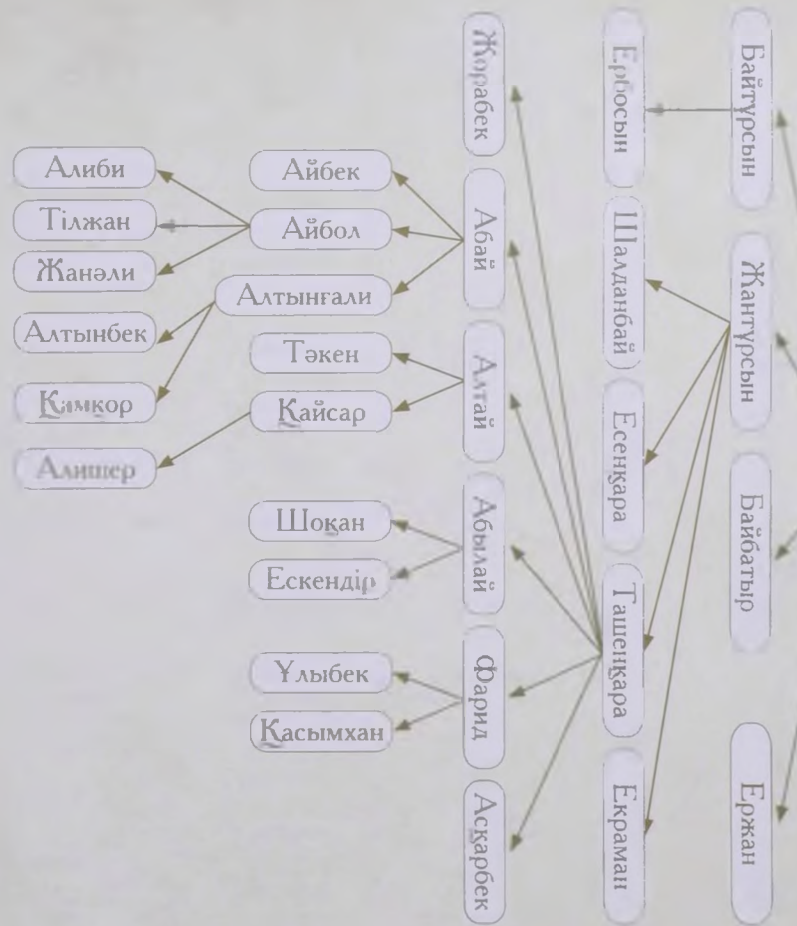 Байтұрсын
Жантұрсын
Байбатыр
Ержан
Ербосын
Шалданбай
Есенқара
Ташенқара
Екраман
Жорабек
Абай
Алтай
Абылай
Фарид
Асқарбек
Айбек
Айбол
Алтынғали
Тәкен
Қайсар
Шоқан
Ескендір
Ұлыбек
Қасымхан
Алиби
Тілжан
Жанәли
Алтынбек
Қамқор
Алишер